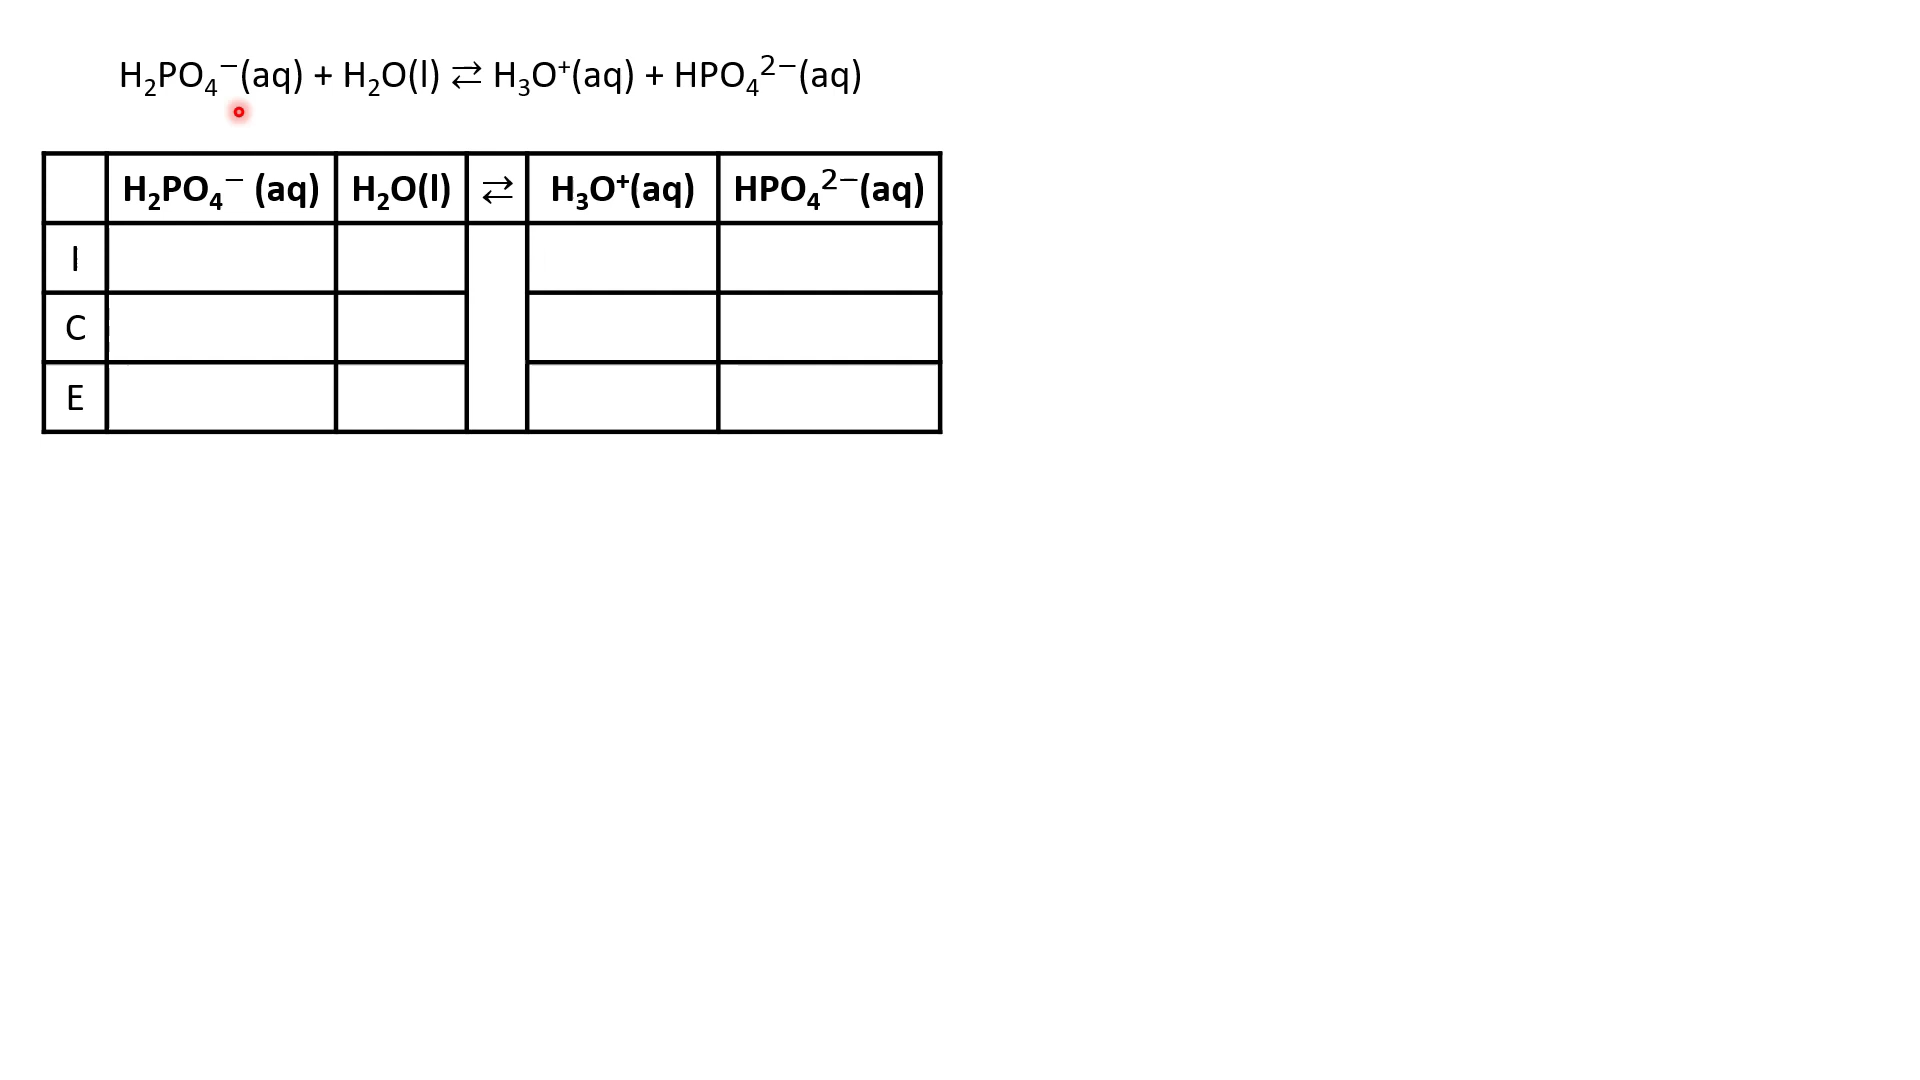 H₂PO₄⁻(aq) + H₂O(l) ⇄ H₃O⁺(aq) + HPO₄²⁻(aq)
H₂PO₄⁻ (aq) H₂O(l) ⇄ H₃O⁺(aq) HPO₄²⁻(aq)
I
C
E